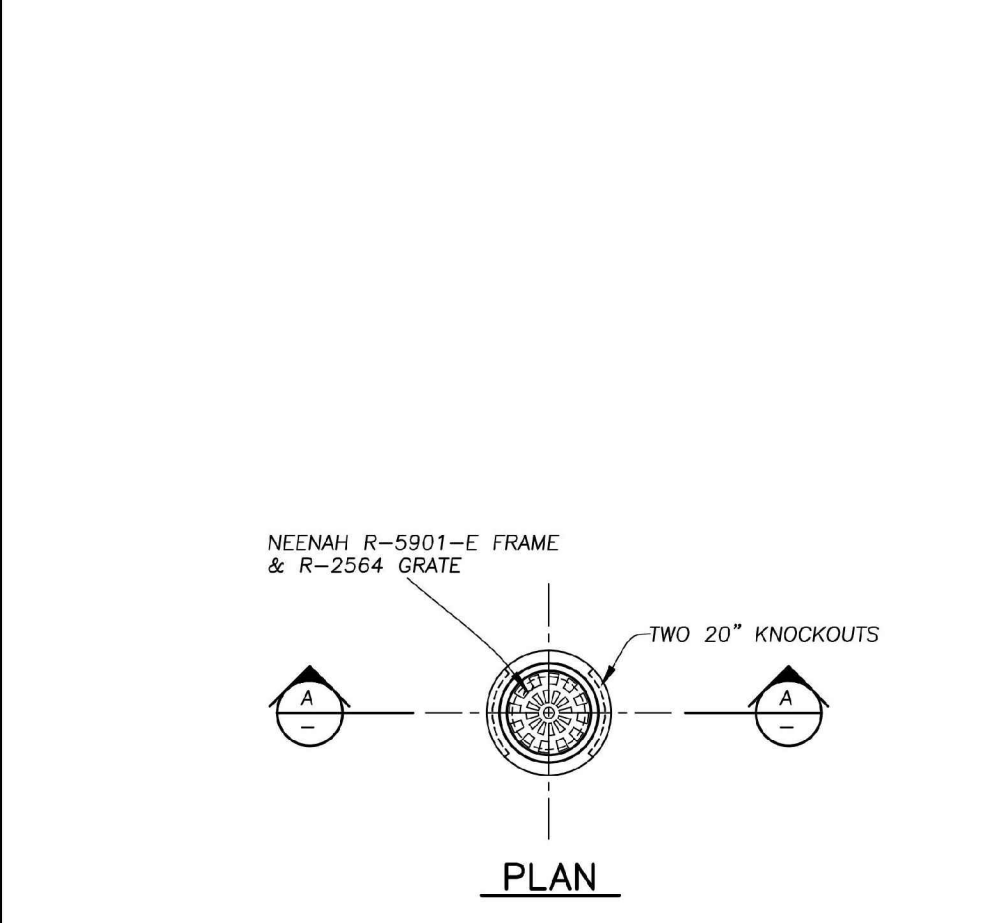 NEENAH R-5901-E FRAME
& R-2564 GRATE
TWO 20" KNOCKOUTS
A
-
A
-
PLAN